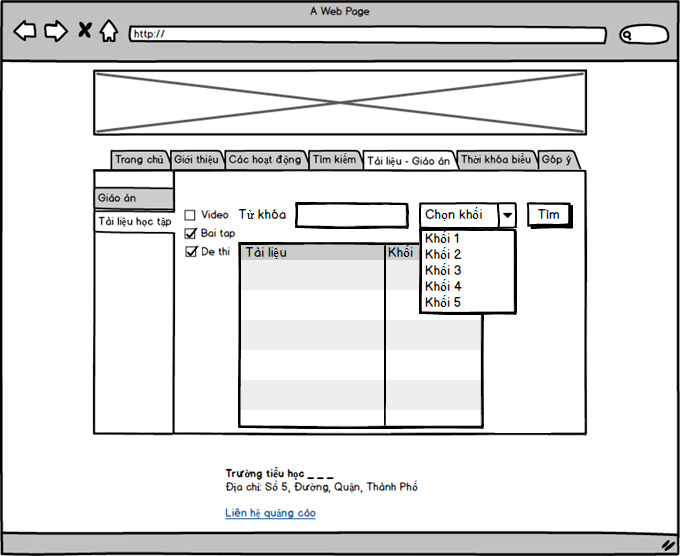 A Web Page
http://
Trang chủ Giới thiệu Các hoạt động Tìm kiếm Tài liệu - Giáo án Thời khóa biểu Góp ý
Giáo án
Tài liệu học tập
Video Từ khóa Chọn khối Tìm
Bai tap
De thi
Tài liệu Khối
Khối 1
Khối 2
Khối 3
Khối 4
Khối 5
Trường tiểu học _ _ _
Địa chỉ: Số 5, Đường, Quận, Thành Phố
Liên hệ quảng cáo